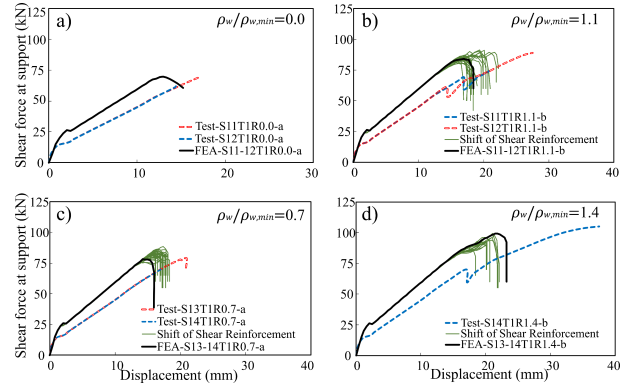 a)
ρw/ρw,min=0.0
Shear force at support (kN)
125
100
75
50
25
0
Test-S11T1R0.0-a
Test-S12T1R0.0-a
FEA-S11-12T1R0.0-a
0
10
20
30
b)
ρw/ρw,min=1.1
125
100
75
50
25
0
Test-S11T1R1.1-b
Test-S12T1R1.1-b
Shift of Shear Reinforcement
FEA-S11-12T1R1.1-b
0
10
20
30
40
c)
ρw/ρw,min=0.7
Shear force at support (kN)
125
100
75
50
25
0
Test-S13T1R0.7-a
Test-S14T1R0.7-a
Shift of Shear Reinforcement
FEA-S13-14T1R0.7-a
0
10
20
30
40
Displacement (mm)
d)
ρw/ρw,min=1.4
125
100
75
50
25
0
Test-S14T1R1.4-b
Shift of Shear Reinforcement
FEA-S13-14T1R1.4-b
0
10
20
30
40
Displacement (mm)